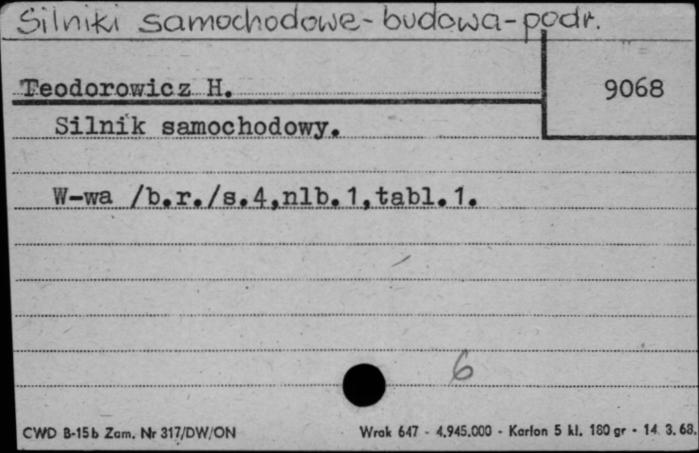 Silniki samochodowe-budowa-podr.
Teodorowicz H.
9068
Silnik samochodowy.
W-wa /b.r./s.4,nlb.1,tabl.1.
6
CWD B-15b Zam. Nr 317/DW/ON
Wrak 647 - 4.945.000 - Karton 5 kl. 180 gr - 14. 3. 68.